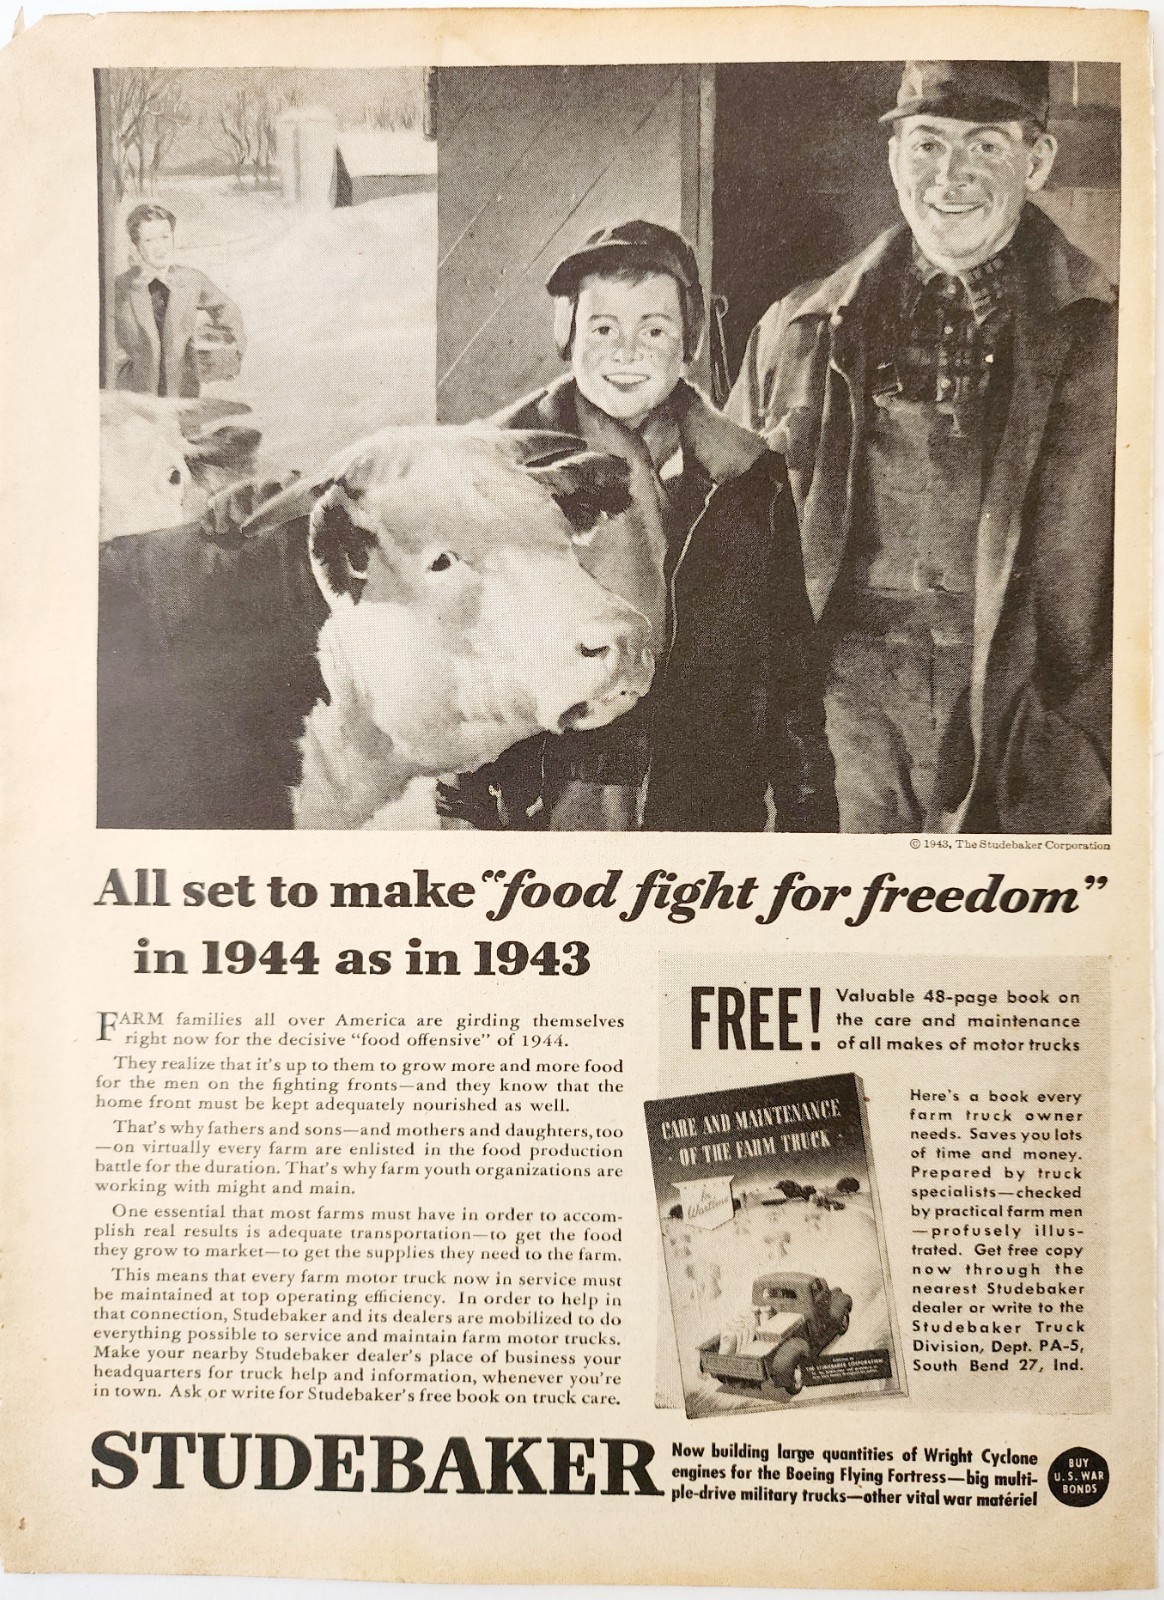 © 1943, The Studebaker Corporation
All set to make “food fight for freedom”
in 1944 as in 1943
FARM families all over America are girding themselves
right now for the decisive “food offensive” of 1944.
They realize that it's up to them to grow more and more food
for the men on the fighting fronts—and they know that the
home front must be kept adequately nourished as well.
That's why fathers and sons—and mothers and daughters, too
—on virtually every farm are enlisted in the food production
battle for the duration. That's why farm youth organizations are
working with might and main.
One essential that most farms must have in order to accom-
plish real results is adequate transportation—to get the food
they grow to market—to get the supplies they need to the farm.
This means that every farm motor truck now in service must
be maintained at top operating efficiency. In order to help in
that connection, Studebaker and its dealers are mobilized to do
everything possible to service and maintain farm motor trucks.
Make your nearby Studebaker dealer's place of business your
headquarters for truck help and information, whenever you're
in town. Ask or write for Studebaker's free book on truck care.
FREE!
Valuable 48-page book on
the care and maintenance
of all makes of motor trucks
CARE AND MAINTENANCE
· OF THE FARM TRUCK ·
In
Wartime
THE STUDEBAKER CORPORATION
Here's a book every
farm truck owner
needs. Saves you lots
of time and money.
Prepared by truck
specialists—checked
by practical farm men
—profusely illus-
trated. Get free copy
now through the
nearest Studebaker
dealer or write to the
Studebaker Truck
Division, Dept. PA-5,
South Bend 27, Ind.
STUDEBAKER
Now building large quantities of Wright Cyclone
engines for the Boeing Flying Fortress—big multi-
ple-drive military trucks—other vital war matériel
BUY
U.S. WAR
BONDS